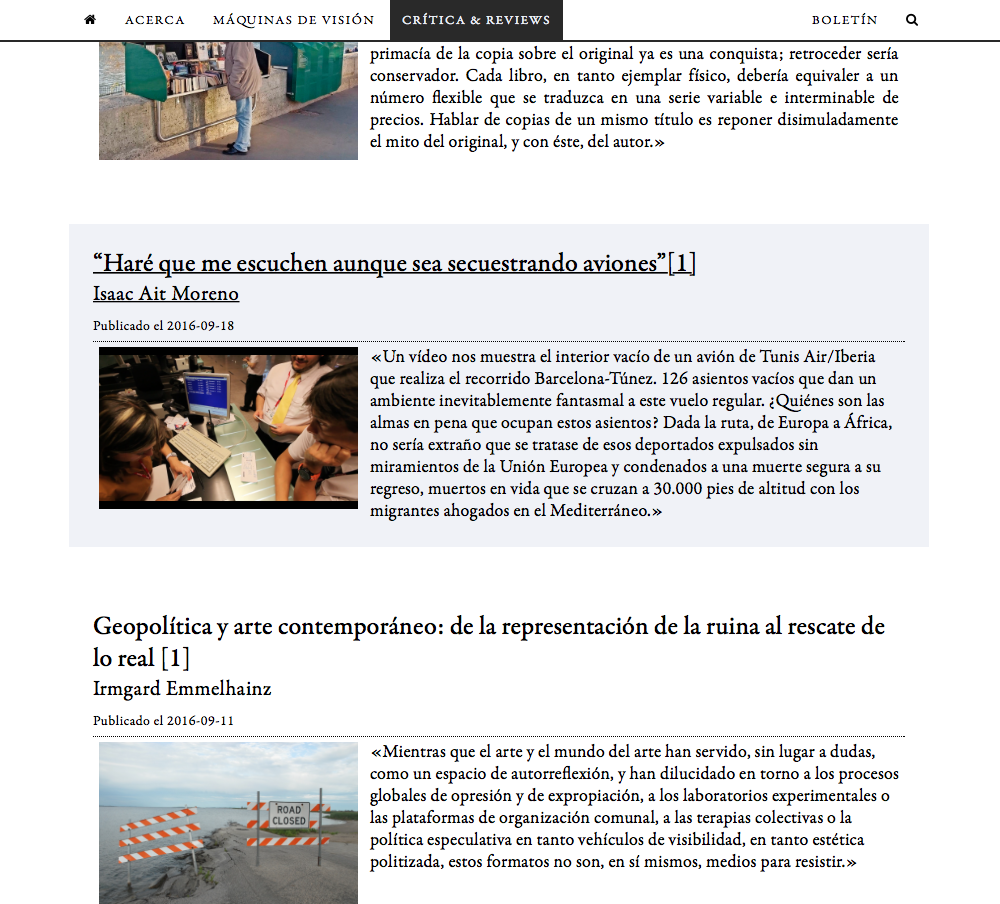 ACERCA MÁQUINAS DE VISIÓN CRÍTICA & REVIEWS BOLETÍN
primacía de la copia sobre el original ya es una conquista; retroceder sería
conservador. Cada libro, en tanto ejemplar físico, debería equivaler a un
número flexible que se traduzca en una serie variable e interminable de
precios. Hablar de copias de un mismo título es reponer disimuladamente
el mito del original, y con éste, del autor.»
“Haré que me escuchen aunque sea secuestrando aviones”[1]
Isaac Ait Moreno
Publicado el 2016-09-18
«Un vídeo nos muestra el interior vacío de un avión de Tunis Air/Iberia
que realiza el recorrido Barcelona-Túnez. 126 asientos vacíos que dan un
ambiente inevitablemente fantasmal a este vuelo regular. ¿Quiénes son las
almas en pena que ocupan estos asientos? Dada la ruta, de Europa a África,
no sería extraño que se tratase de esos deportados expulsados sin
miramientos de la Unión Europea y condenados a una muerte segura a su
regreso, muertos en vida que se cruzan a 30.000 pies de altitud con los
migrantes ahogados en el Mediterráneo.»
Geopolítica y arte contemporáneo: de la representación de la ruina al rescate de
lo real [1]
Irmgard Emmelhainz
Publicado el 2016-09-11
ROAD
CLOSED
«Mientras que el arte y el mundo del arte han servido, sin lugar a dudas,
como un espacio de autorreflexión, y han dilucidado en torno a los procesos
globales de opresión y de expropiación, a los laboratorios experimentales o
las plataformas de organización comunal, a las terapias colectivas o la
política especulativa en tanto vehículos de visibilidad, en tanto estética
politizada, estos formatos no son, en sí mismos, medios para resistir.»